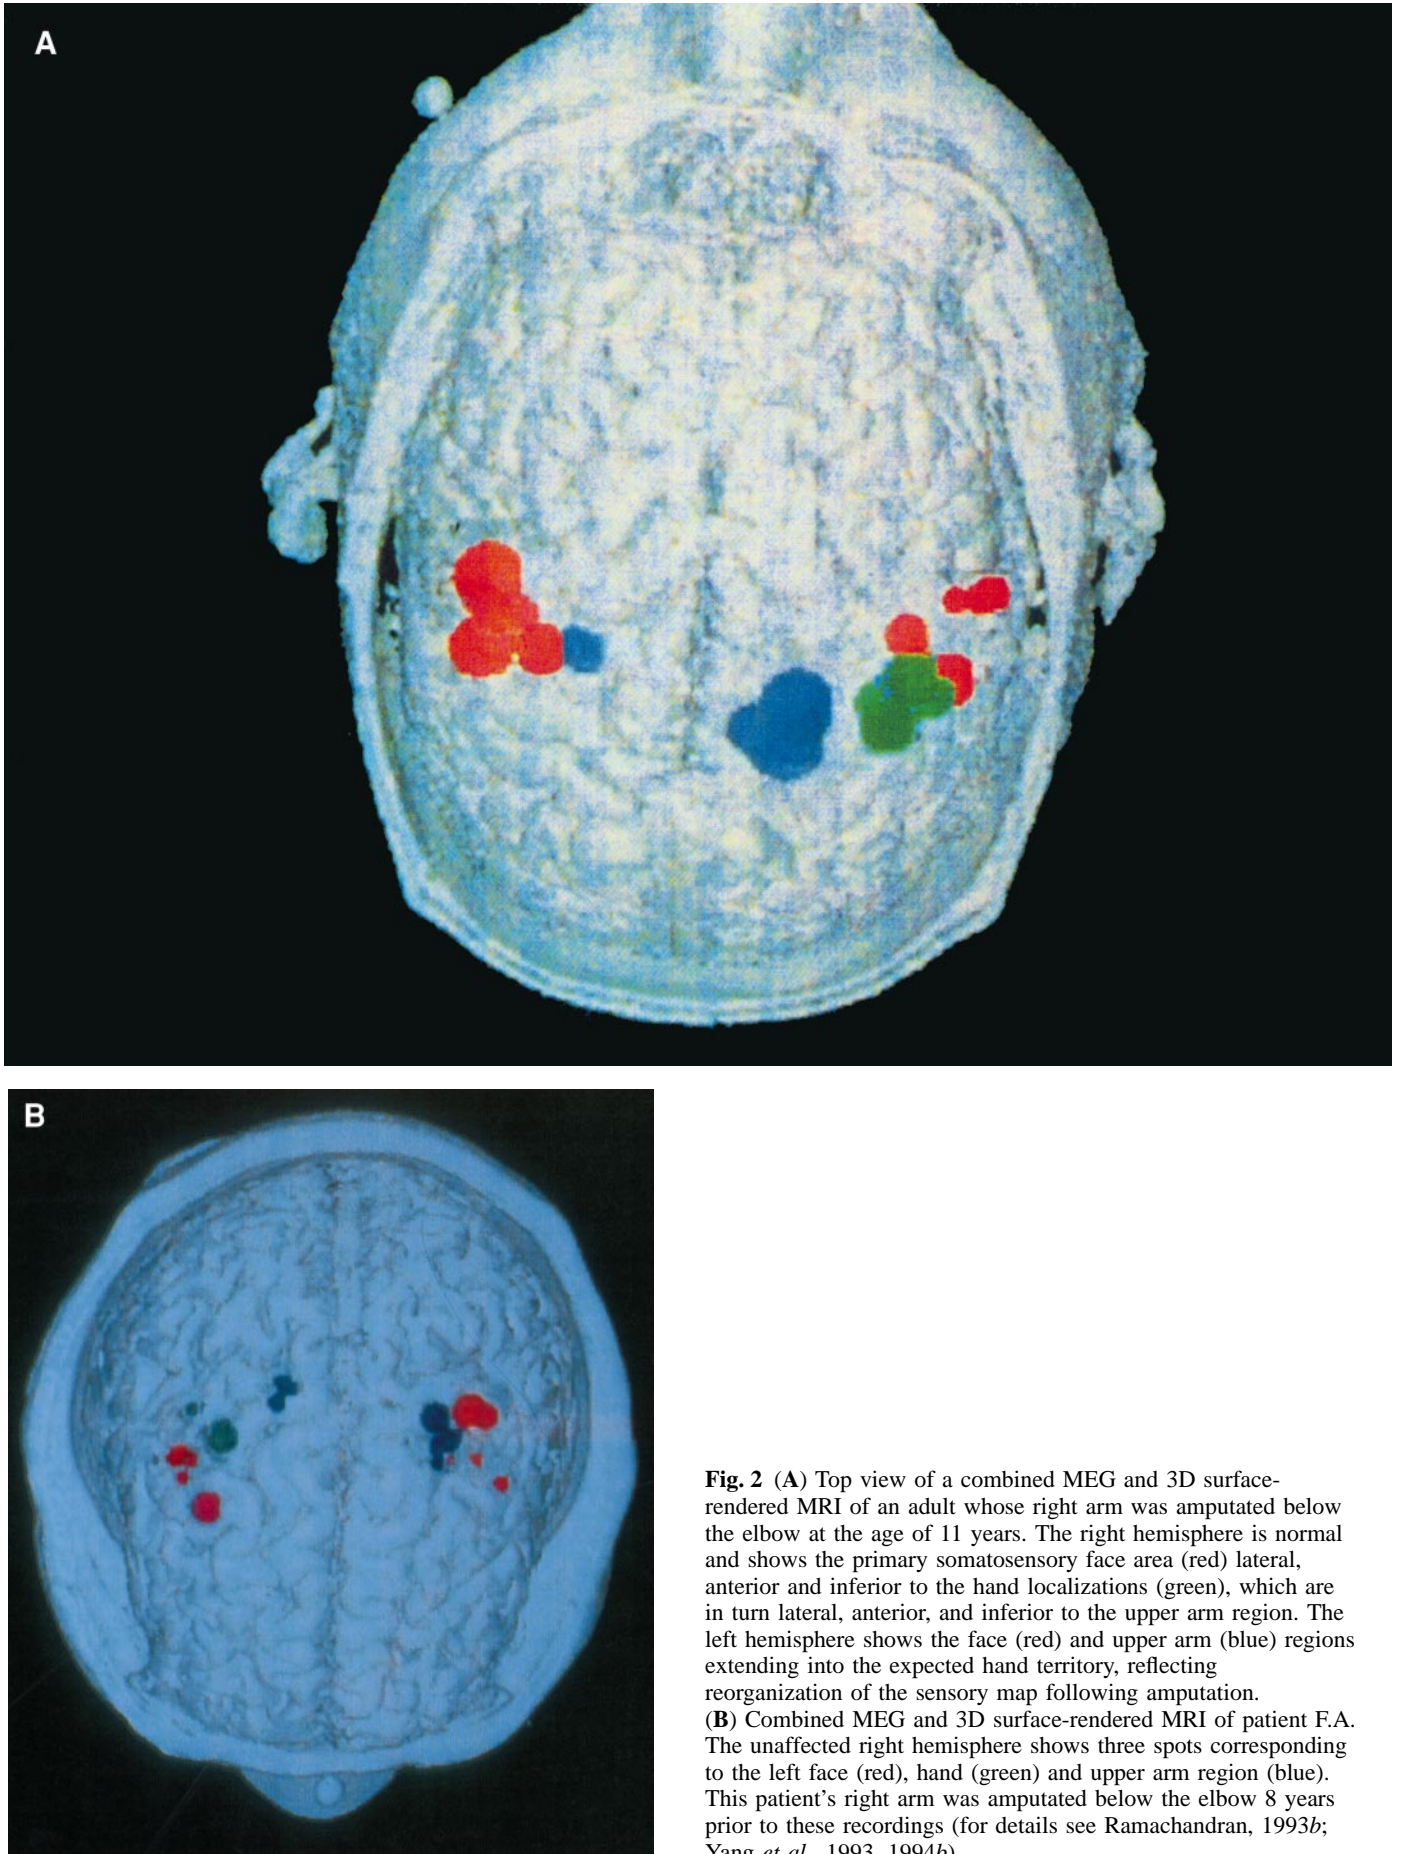 A
B
Fig. 2 (A) Top view of a combined MEG and 3D surface-
rendered MRI of an adult whose right arm was amputated below
the elbow at the age of 11 years. The right hemisphere is normal
and shows the primary somatosensory face area (red) lateral,
anterior and inferior to the hand localizations (green), which are
in turn lateral, anterior, and inferior to the upper arm region. The
left hemisphere shows the face (red) and upper arm (blue) regions
extending into the expected hand territory, reflecting
reorganization of the sensory map following amputation.
(B) Combined MEG and 3D surface-rendered MRI of patient F.A.
The unaffected right hemisphere shows three spots corresponding
to the left face (red), hand (green) and upper arm region (blue).
This patient's right arm was amputated below the elbow 8 years
prior to these recordings (for details see Ramachandran, 1993b;
Yang et al., 1993, 1994b)